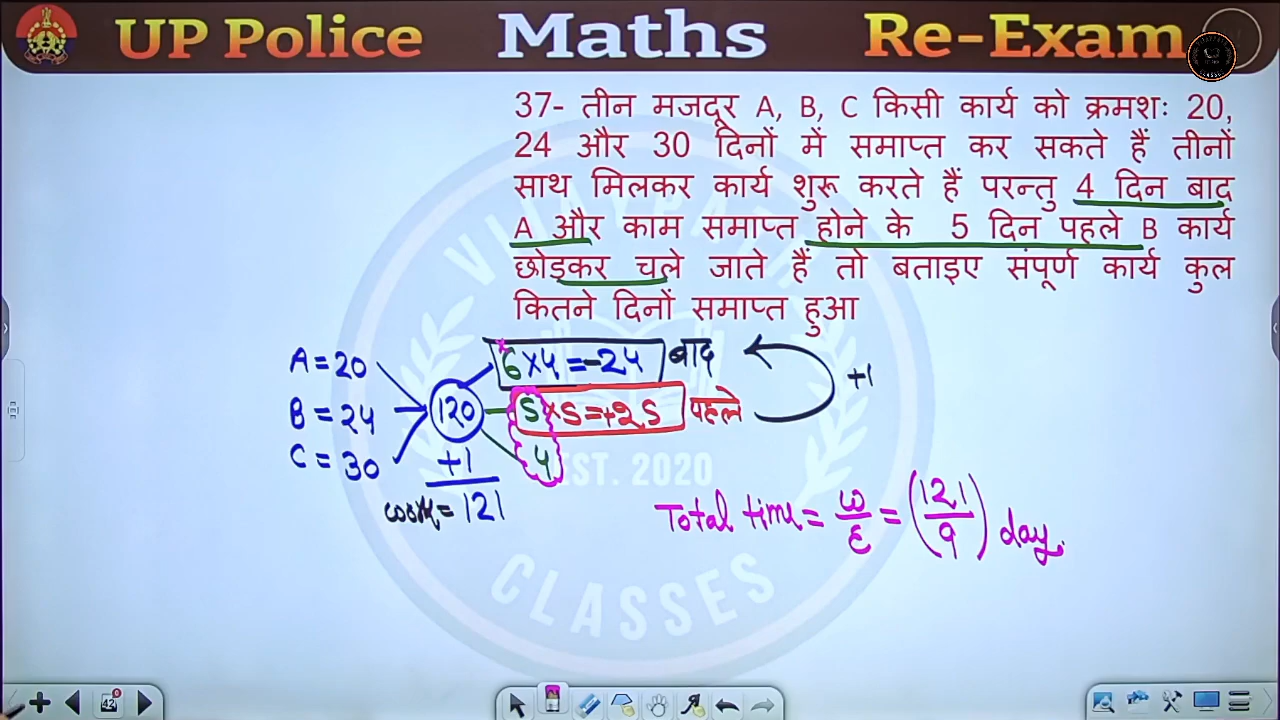 UP Police Maths Re-Exam
37- तीन मजदूर A, B, C किसी कार्य को क्रमशः 20,
24 और 30 दिनों में समाप्त कर सकते हैं तीनों
साथ मिलकर कार्य शुरू करते हैं परन्तु 4 दिन बाद
A और काम समाप्त होने के 5 दिन पहले B कार्य
छोड़कर चले जाते हैं तो बताइए संपूर्ण कार्य कुल
कितने दिनों समाप्त हुआ
A = 20
B = 24
C = 30
120
+1
work = 121
6×4 = -24 बाद
5×5 = +25 पहले
4
+1
Total time = w/E = (121/9) day.
EST. 2020
CLASSES
42